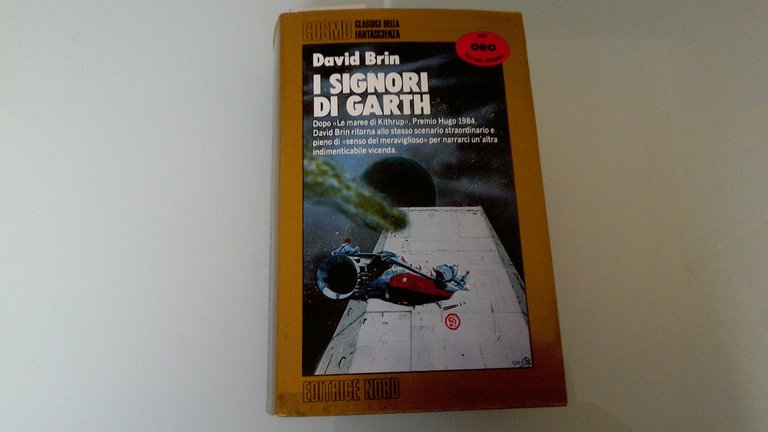 COSMO CLASSICI DELLA
FANTASCIENZA
ORO
David Brin
I SIGNORI
DI GARTH
Dopo «Le maree di Kithrup», Premio Hugo 1984,
David Brin ritorna allo stesso scenario straordinario e
pieno di «senso del meraviglioso» per narrarci un'altra
indimenticabile vicenda.
EDITRICE NORD